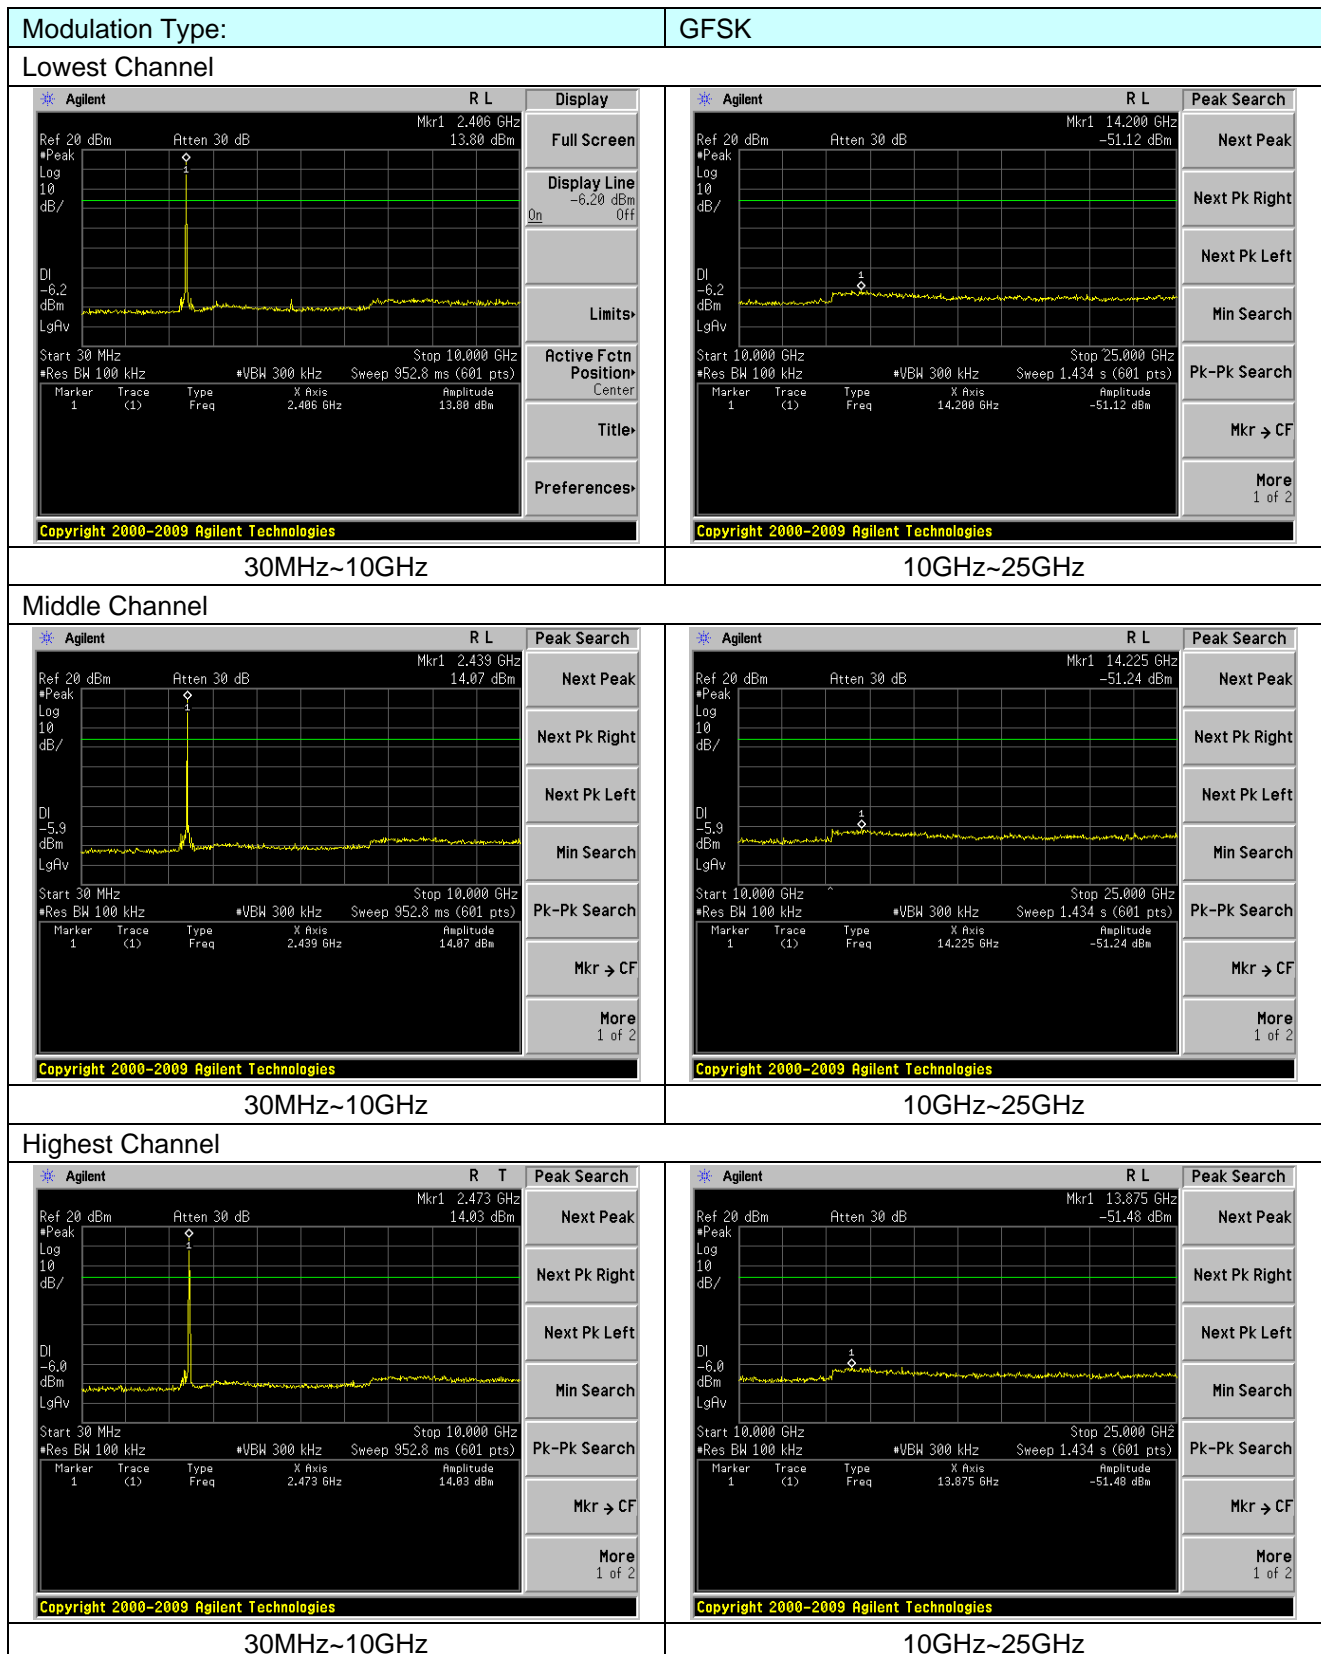 Modulation Type: GFSK
Lowest Channel
Agilent R L Display
Mkr1 2.406 GHz
Ref 20 dBm Atten 30 dB 13.80 dBm
#Peak
Log
10
dB/
1
DI
-6.2
dBm
LgAv
Start 30 MHz Stop 10.000 GHz
#Res BW 100 kHz #VBW 300 kHz Sweep 952.8 ms (601 pts)
Marker Trace Type X Axis Amplitude
1 (1) Freq 2.406 GHz 13.80 dBm
Full Screen
Display Line
-6.20 dBm
On Off
Limits
Active Fctn
Position
Center
Title
Preferences
Copyright 2000-2009 Agilent Technologies
Agilent R L Peak Search
Mkr1 14.200 GHz
Ref 20 dBm Atten 30 dB -51.12 dBm
#Peak
Log
10
dB/
1
DI
-6.2
dBm
LgAv
Start 10.000 GHz Stop 25.000 GHz
#Res BW 100 kHz #VBW 300 kHz Sweep 1.434 s (601 pts)
Marker Trace Type X Axis Amplitude
1 (1) Freq 14.200 GHz -51.12 dBm
Next Peak
Next Pk Right
Next Pk Left
Min Search
Pk-Pk Search
Mkr → CF
More
1 of 2
Copyright 2000-2009 Agilent Technologies
30MHz~10GHz 10GHz~25GHz
Middle Channel
Agilent R L Peak Search
Mkr1 2.439 GHz
Ref 20 dBm Atten 30 dB 14.07 dBm
#Peak
Log
10
dB/
1
DI
-5.9
dBm
LgAv
Start 30 MHz Stop 10.000 GHz
#Res BW 100 kHz #VBW 300 kHz Sweep 952.8 ms (601 pts)
Marker Trace Type X Axis Amplitude
1 (1) Freq 2.439 GHz 14.07 dBm
Next Peak
Next Pk Right
Next Pk Left
Min Search
Pk-Pk Search
Mkr → CF
More
1 of 2
Copyright 2000-2009 Agilent Technologies
Agilent R L Peak Search
Mkr1 14.225 GHz
Ref 20 dBm Atten 30 dB -51.24 dBm
#Peak
Log
10
dB/
1
DI
-5.9
dBm
LgAv
Start 10.000 GHz Stop 25.000 GHz
#Res BW 100 kHz #VBW 300 kHz Sweep 1.434 s (601 pts)
Marker Trace Type X Axis Amplitude
1 (1) Freq 14.225 GHz -51.24 dBm
Next Peak
Next Pk Right
Next Pk Left
Min Search
Pk-Pk Search
Mkr → CF
More
1 of 2
Copyright 2000-2009 Agilent Technologies
30MHz~10GHz 10GHz~25GHz
Highest Channel
Agilent R T Peak Search
Mkr1 2.473 GHz
Ref 20 dBm Atten 30 dB 14.03 dBm
#Peak
Log
10
dB/
1
DI
-6.0
dBm
LgAv
Start 30 MHz Stop 10.000 GHz
#Res BW 100 kHz #VBW 300 kHz Sweep 952.8 ms (601 pts)
Marker Trace Type X Axis Amplitude
1 (1) Freq 2.473 GHz 14.03 dBm
Next Peak
Next Pk Right
Next Pk Left
Min Search
Pk-Pk Search
Mkr → CF
More
1 of 2
Copyright 2000-2009 Agilent Technologies
Agilent R L Peak Search
Mkr1 13.875 GHz
Ref 20 dBm Atten 30 dB -51.48 dBm
#Peak
Log
10
dB/
1
DI
-6.0
dBm
LgAv
Start 10.000 GHz Stop 25.000 GHz
#Res BW 100 kHz #VBW 300 kHz Sweep 1.434 s (601 pts)
Marker Trace Type X Axis Amplitude
1 (1) Freq 13.875 GHz -51.48 dBm
Next Peak
Next Pk Right
Next Pk Left
Min Search
Pk-Pk Search
Mkr → CF
More
1 of 2
Copyright 2000-2009 Agilent Technologies
30MHz~10GHz 10GHz~25GHz